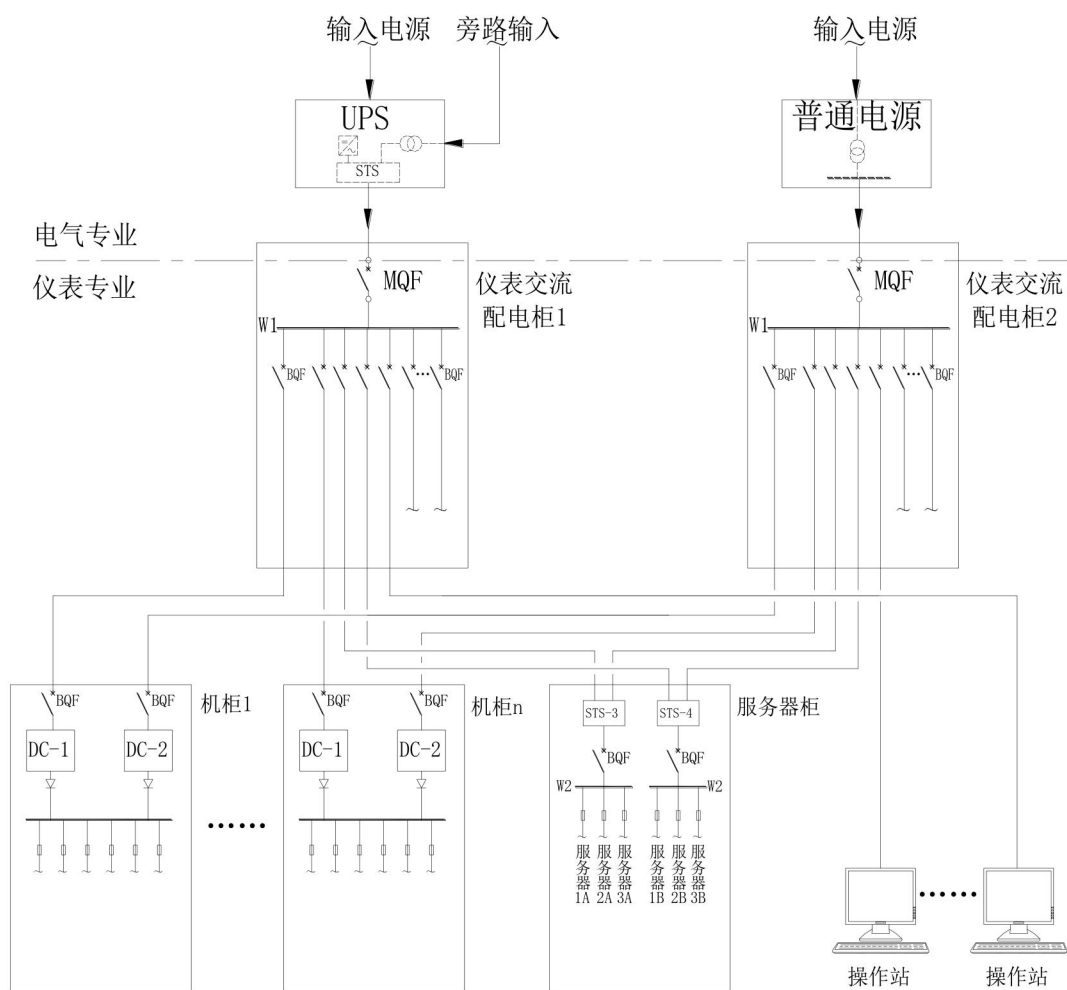 输入电源
旁路输入
输入电源
UPS
STS
普通电源
电气专业
仪表专业
MQF
仪表交流
配电柜1
MQF
仪表交流
配电柜2
W1
W1
BQF
BQF
BQF
BQF
BQF
BQF
机柜1
BQF
BQF
机柜n
服务器柜
DC-1
DC-2
DC-1
DC-2
STS-3
STS-4
BQF
BQF
W2
W2
服务器1A
服务器2A
服务器3A
服务器1B
服务器2B
服务器3B
操作站
操作站